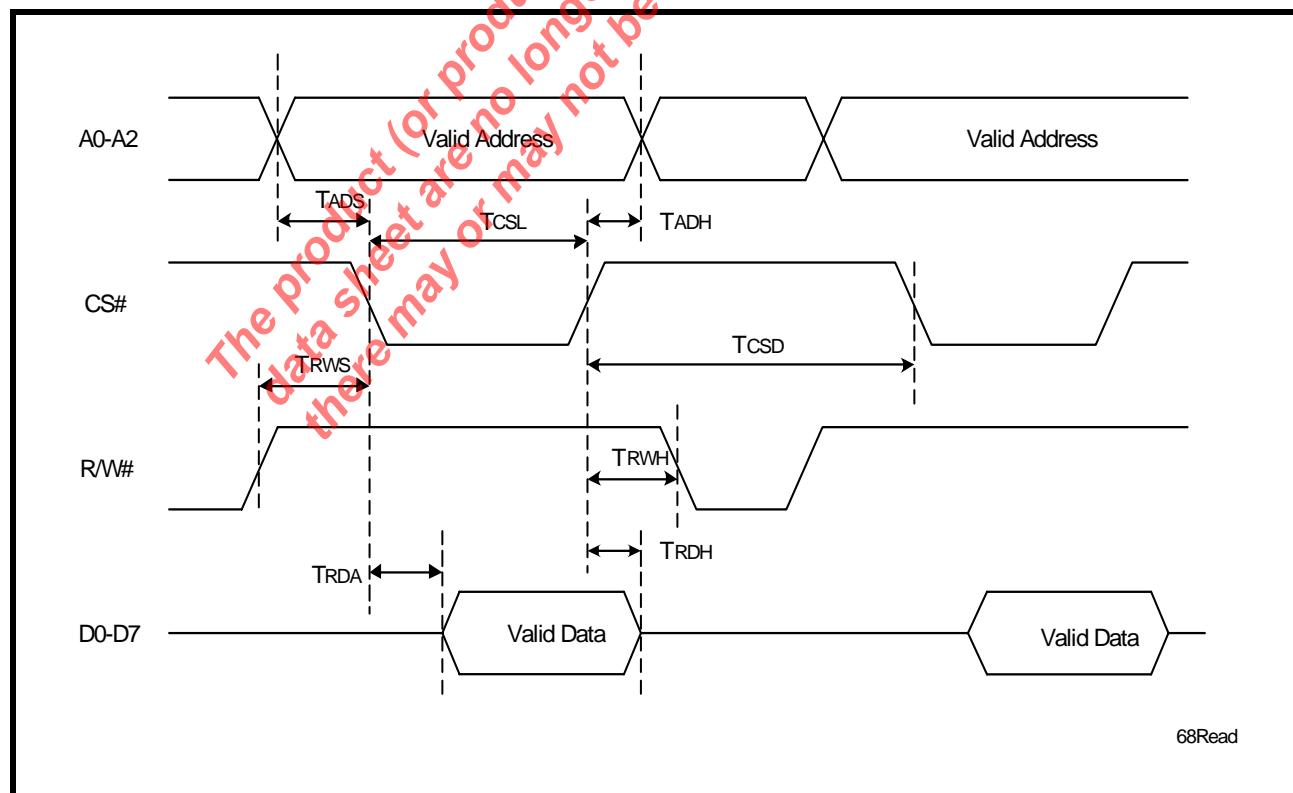 The product (or produ
data sheet are no longe
there may or may not be
A0-A2
Valid Address
Valid Address
TADS
TCSL
TADH
CS#
TCSD
TRWS
R/W#
TRWH
TRDH
TRDA
D0-D7
Valid Data
Valid Data
68Read